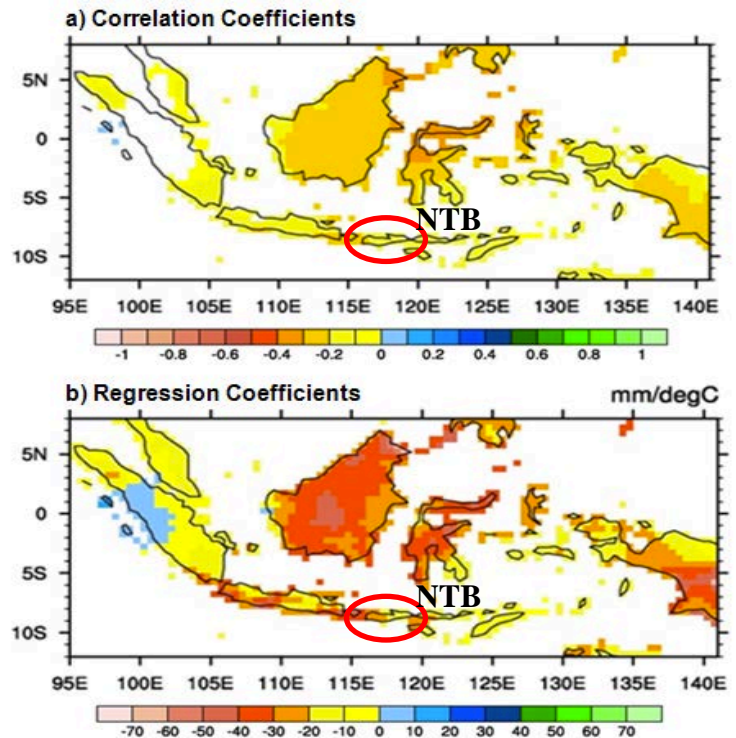 a) Correlation Coefficients
5N
0
5S
10S
NTB
95E 100E 105E 110E 115E 120E 125E 130E 135E 140E
-1 -0.8 -0.6 -0.4 -0.2 0 0.2 0.4 0.6 0.8 1
b) Regression Coefficients mm/degC
5N
0
5S
10S
NTB
95E 100E 105E 110E 115E 120E 125E 130E 135E 140E
-70 -60 -50 -40 -30 -20 -10 0 10 20 30 40 50 60 70